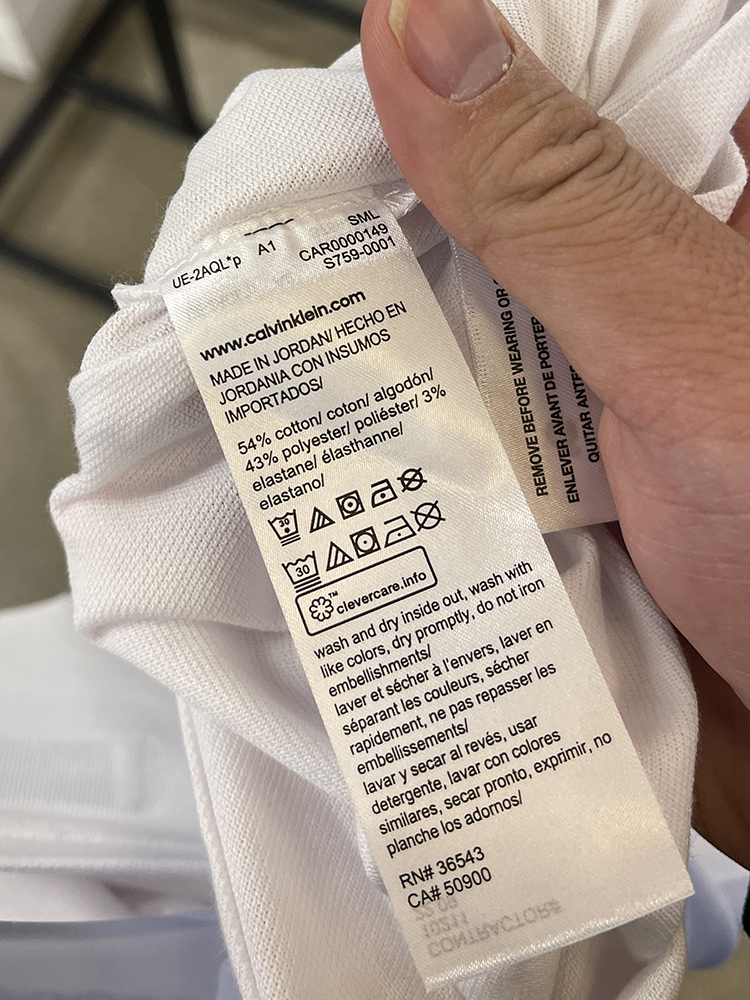 SML
UE-2AQL*p A1 CAR0000149
S759-0001
www.calvinklein.com
MADE IN JORDAN/ HECHO EN
JORDANIA CON INSUMOS
IMPORTADOS/
54% cotton/ coton/ algodón/
43% polyester/ poliéster/ 3%
elastane/ élasthanne/
elastano/
30
30
clevercare.info
TM
wash and dry inside out, wash with
like colors, dry promptly, do not iron
embellishments/
laver et sécher à l'envers, laver en
séparant les couleurs, sécher
rapidement, ne pas repasser les
embellissements/
lavar y secar al revés, usar
detergente, lavar con colores
similares, secar pronto, exprimir, no
planche los adornos/
RN# 36543
CA# 50900
CONTRACTOR#
REMOVE BEFORE WEARING OR
ENLEVER AVANT DE PORTER
QUITAR